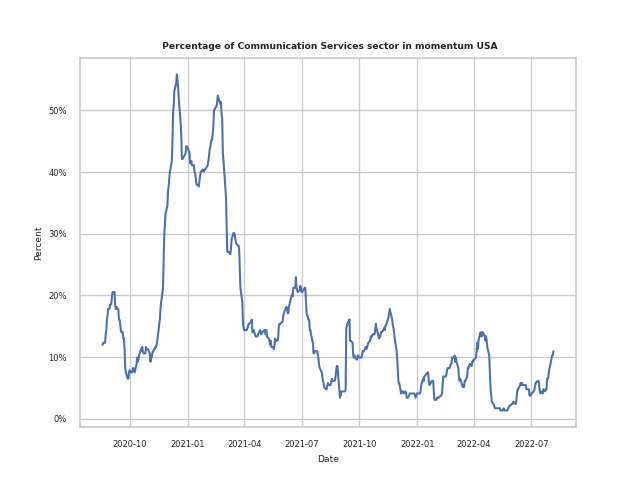 Percentage of Communication Services sector in momentum USA
Percent
50%
40%
30%
20%
10%
0%
2020-10 2021-01 2021-04 2021-07 2021-10 2022-01 2022-04 2022-07
Date